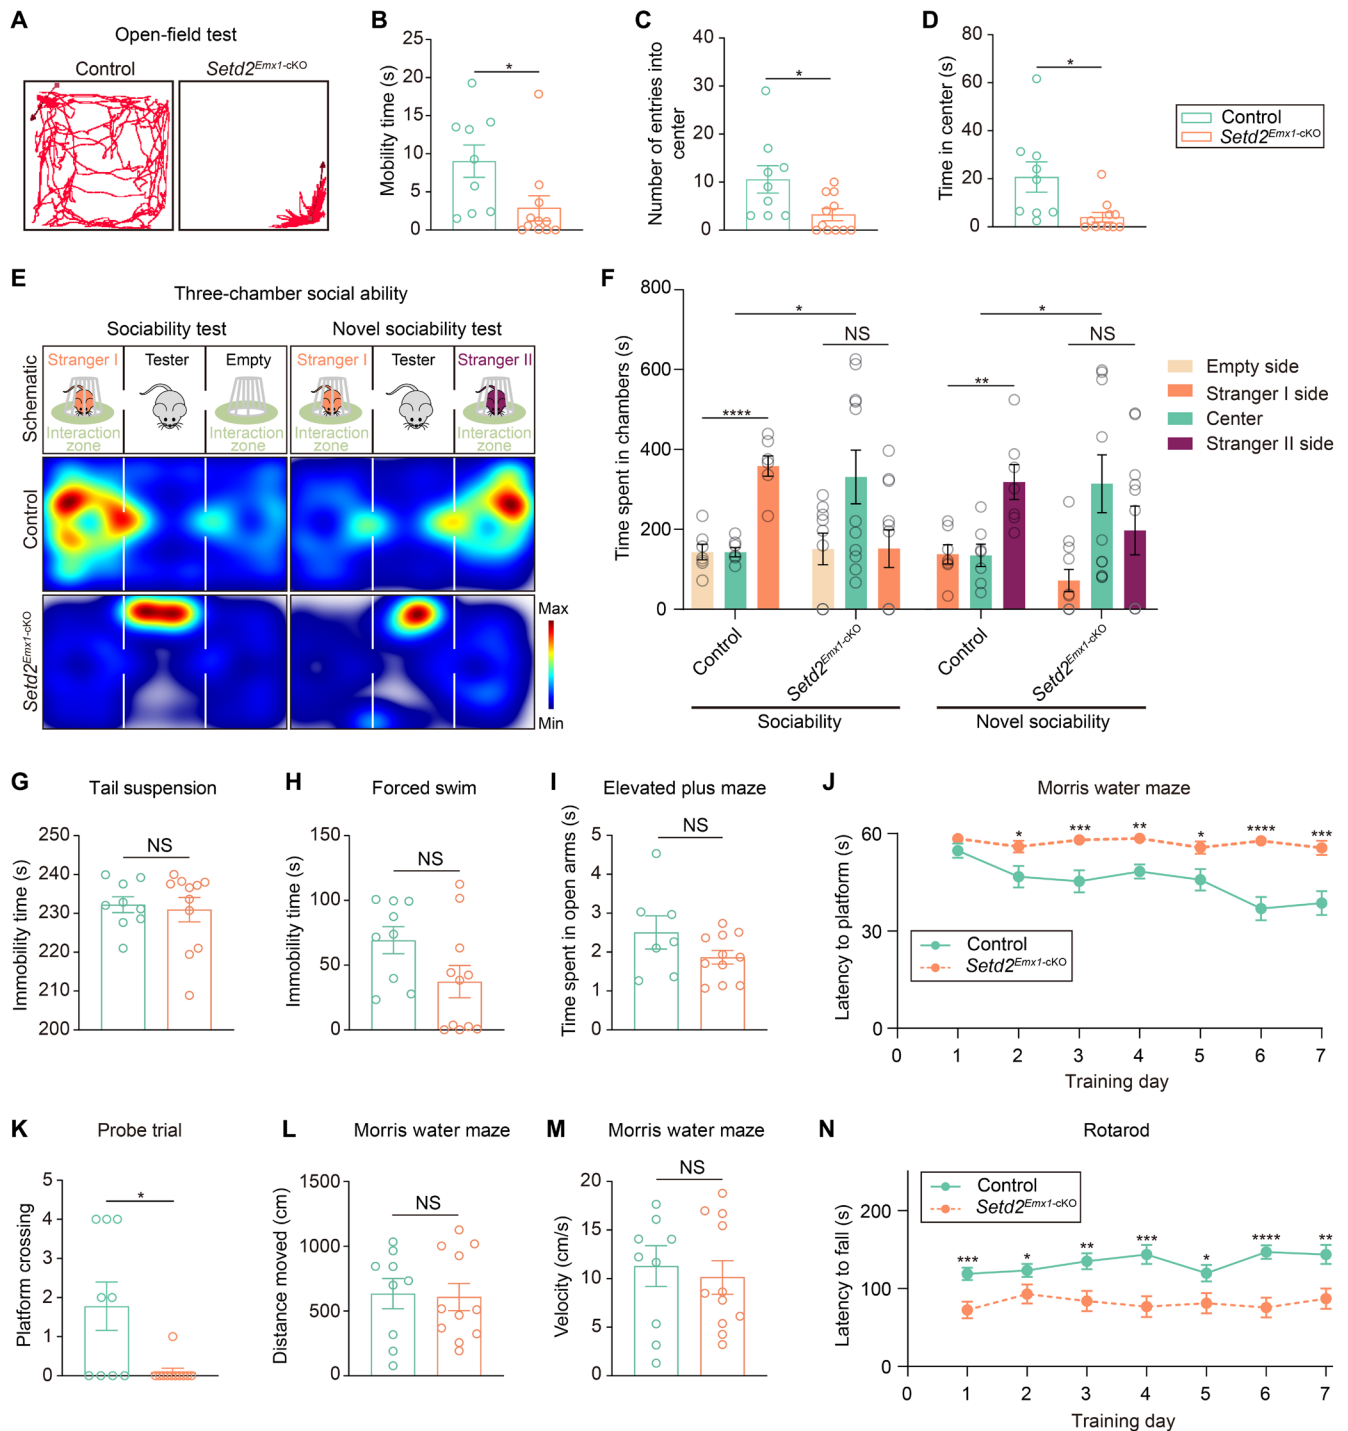 A
Open-field test
Control
Setd2Emx1-cKO
B
Mobility time (s)
25
20
15
10
5
0
*
C
Number of entries into
center
40
30
20
10
0
*
D
Time in center (s)
80
60
40
20
0
*
Control
Setd2Emx1-cKO
E
Three-chamber social ability
Sociability test
Novel sociability test
Schematic
Stranger I
Tester
Empty
Stranger I
Tester
Stranger II
Interaction
zone
Interaction
zone
Interaction
zone
Interaction
zone
Control
Setd2Emx1-cKO
Max
Min
F
Time spent in chambers (s)
800
600
400
200
0
****
*
NS
**
*
NS
Empty side
Stranger I side
Center
Stranger II side
Control
Setd2Emx1-cKO
Control
Setd2Emx1-cKO
Sociability
Novel sociability
G
Tail suspension
Immobility time (s)
250
240
230
220
210
200
NS
H
Forced swim
Immobility time (s)
150
100
50
0
NS
I
Elevated plus maze
Time spent in open arms (s)
5
4
3
2
1
0
NS
J
Morris water maze
Latency to platform (s)
60
30
0
* *** ** * **** ***
Control
Setd2Emx1-cKO
0 1 2 3 4 5 6 7
Training day
K
Probe trial
Platform crossing
5
4
3
2
1
0
*
L
Morris water maze
Distance moved (cm)
1500
1000
500
0
NS
M
Morris water maze
Velocity (cm/s)
20
15
10
5
0
NS
N
Rotarod
Latency to fall (s)
200
100
0
Control
Setd2Emx1-cKO
*** * ** *** * **** **
0 1 2 3 4 5 6 7
Training day